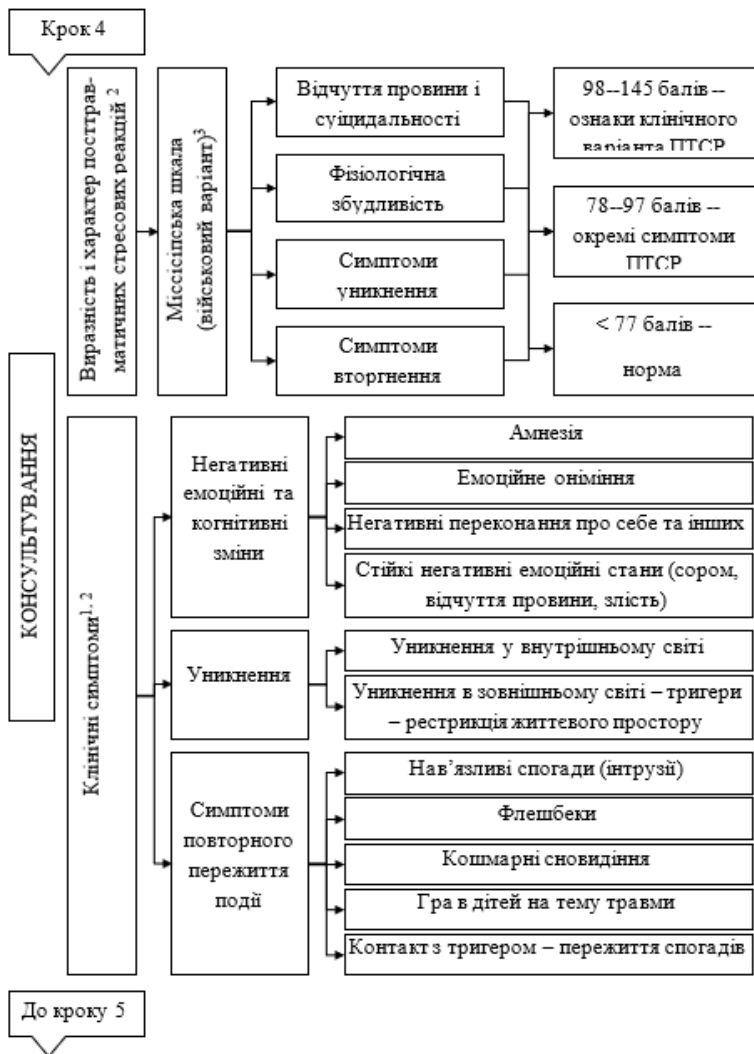 Крок 4
Виразність і характер посттрав-
матичних стресових реакцій 2
Міссісіпська шкала
(військовий варіант)3
Відчуття провини і
суіцидальності
Фізіологічна
збудливість
Симптоми
уникнення
Симптоми
вторгнення
98--145 балів --
ознаки клінічного
варіанта ПТСР
78--97 балів --
окремі симптоми
ПТСР
< 77 балів --
норма
КОНСУЛЬТУВАННЯ
Клінічні симптоми1, 2
Негативні
емоційні та
когнітивні
зміни
Амнезія
Емоційне оніміння
Негативні переконання про себе та інших
Стійкі негативні емоційні стани (сором,
відчуття провини, злість)
Уникнення
Уникнення у внутрішньому світі
Уникнення в зовнішньому світі – тригери
– рестрикція життєвого простору
Симптоми
повторного
пережиття
події
Нав’язливі спогади (інтрузії)
Флешбеки
Кошмарні сновидіння
Гра в дітей на тему травми
Контакт з тригером – пережиття спогадів
До кроку 5